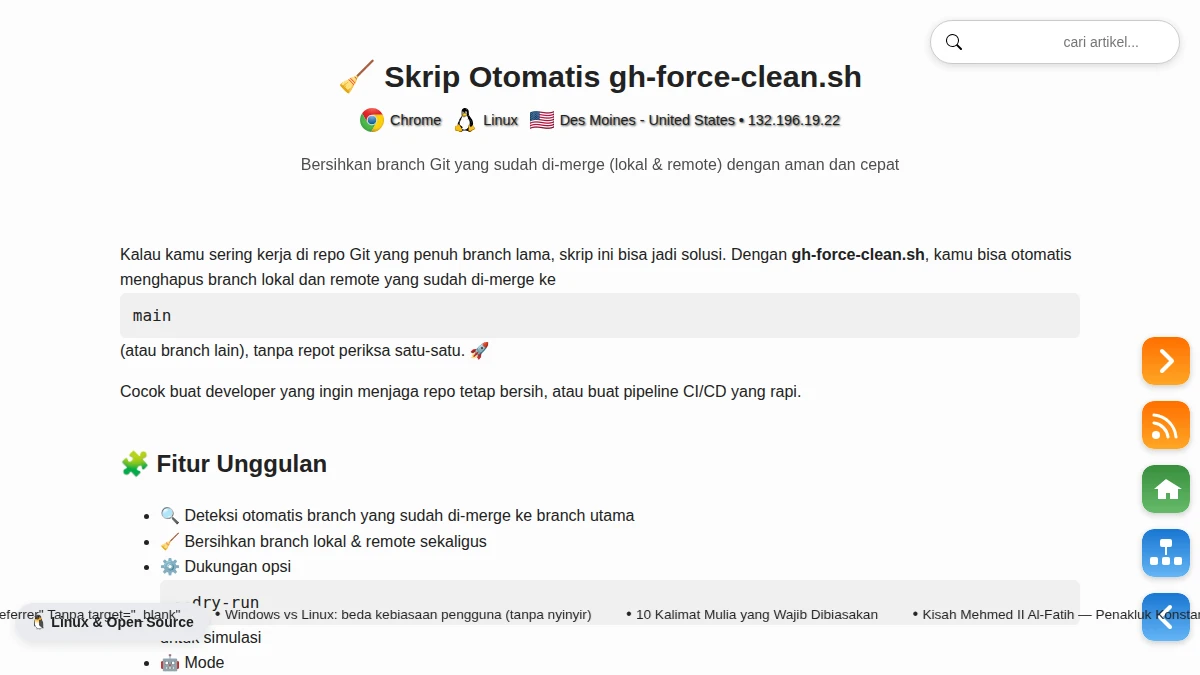 cari artikel...
🧹 Skrip Otomatis gh-force-clean.sh
Chrome Linux Des Moines - United States • 132.196.19.22
Bersihkan branch Git yang sudah di-merge (lokal & remote) dengan aman dan cepat
Kalau kamu sering kerja di repo Git yang penuh branch lama, skrip ini bisa jadi solusi. Dengan gh-force-clean.sh, kamu bisa otomatis
menghapus branch lokal dan remote yang sudah di-merge ke
main
(atau branch lain), tanpa repot periksa satu-satu. 🚀
Cocok buat developer yang ingin menjaga repo tetap bersih, atau buat pipeline CI/CD yang rapi.
🧩 Fitur Unggulan
• 🔍 Deteksi otomatis branch yang sudah di-merge ke branch utama
• 🧹 Bersihkan branch lokal & remote sekaligus
• ⚙️ Dukungan opsi
dry-run
eferrer" Tanpa target="_blank" • Windows vs Linux: beda kebiasaan pengguna (tanpa nyinyir) • 10 Kalimat Mulia yang Wajib Dibiasakan • Kisah Mehmed II Al-Fatih — Penakluk Konstan
🐧 Linux & Open Source
untuk simulasi
• 🤖 Mode